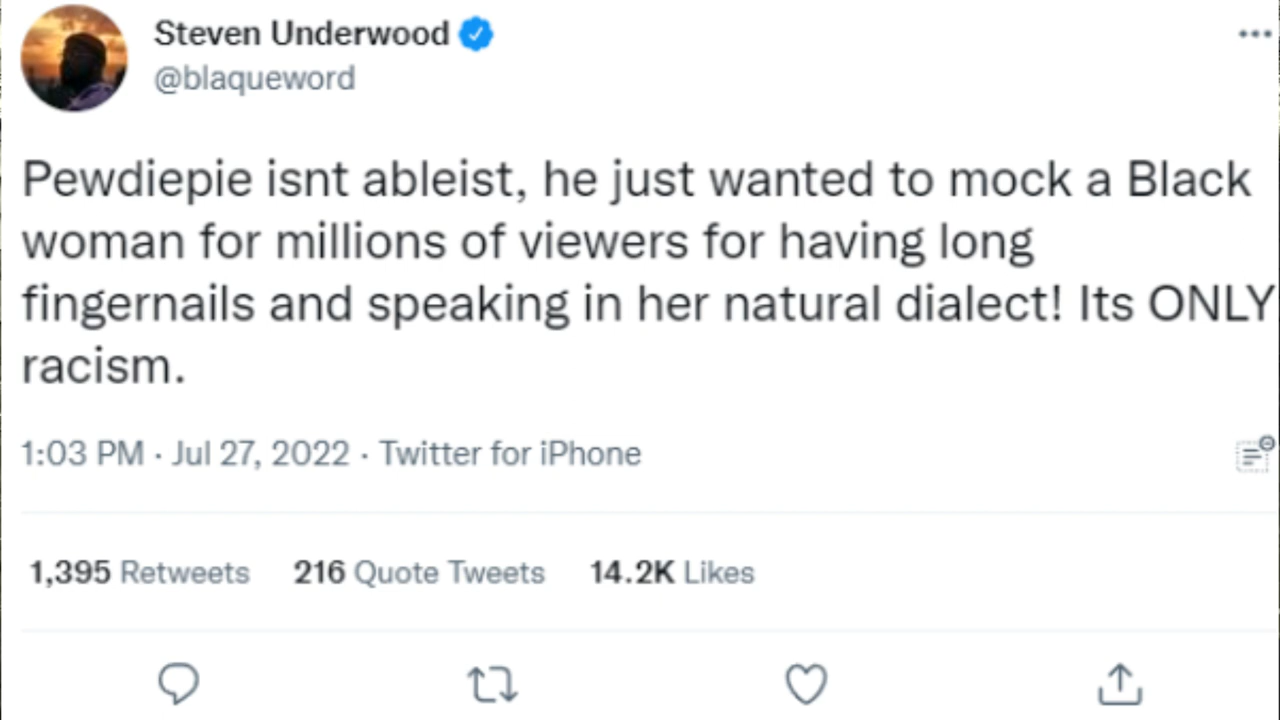 Steven Underwood
@blaqueword
Pewdiepie isnt ableist, he just wanted to mock a Black
woman for millions of viewers for having long
fingernails and speaking in her natural dialect! Its ONLY
racism.
1:03 PM · Jul 27, 2022 · Twitter for iPhone
1,395 Retweets 216 Quote Tweets 14.2K Likes